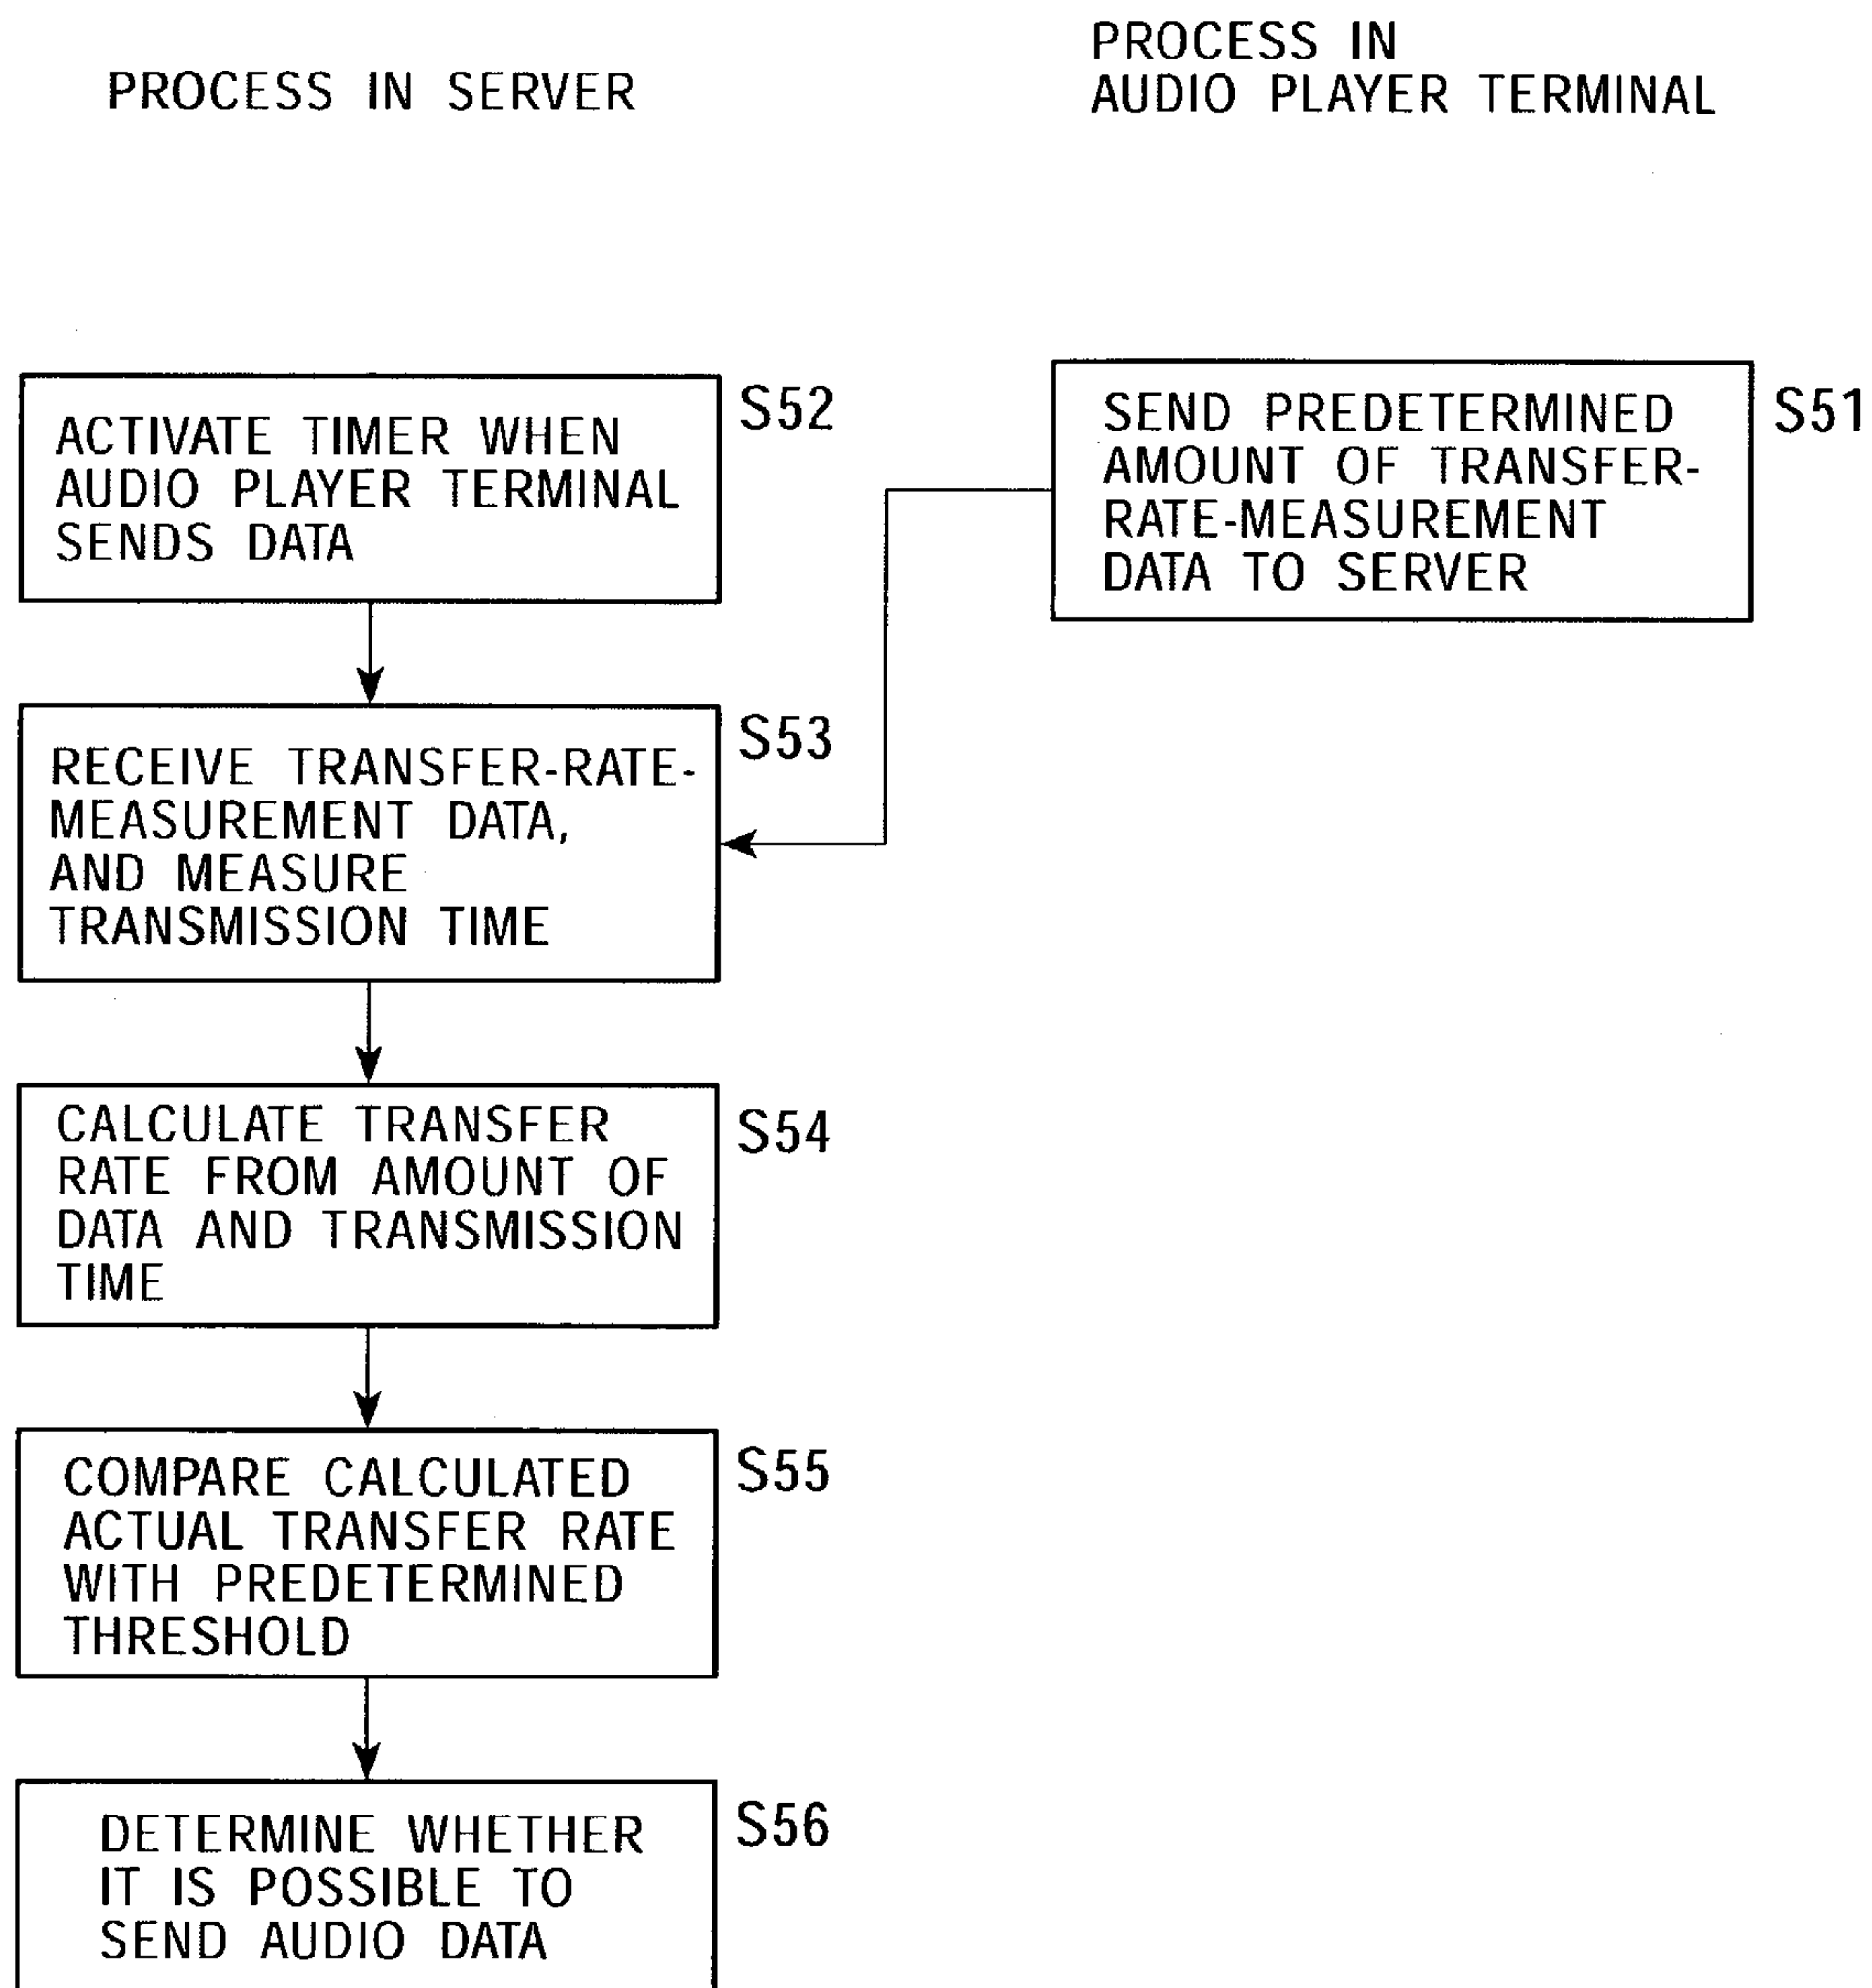 PROCESS IN SERVER
PROCESS IN
AUDIO PLAYER TERMINAL
ACTIVATE TIMER WHEN
AUDIO PLAYER TERMINAL
SENDS DATA
S52
SEND PREDETERMINED
AMOUNT OF TRANSFER-
RATE-MEASUREMENT
DATA TO SERVER
S51
RECEIVE TRANSFER-RATE-
MEASUREMENT DATA,
AND MEASURE
TRANSMISSION TIME
S53
CALCULATE TRANSFER
RATE FROM AMOUNT OF
DATA AND TRANSMISSION
TIME
S54
COMPARE CALCULATED
ACTUAL TRANSFER RATE
WITH PREDETERMINED
THRESHOLD
S55
DETERMINE WHETHER
IT IS POSSIBLE TO
SEND AUDIO DATA
S56